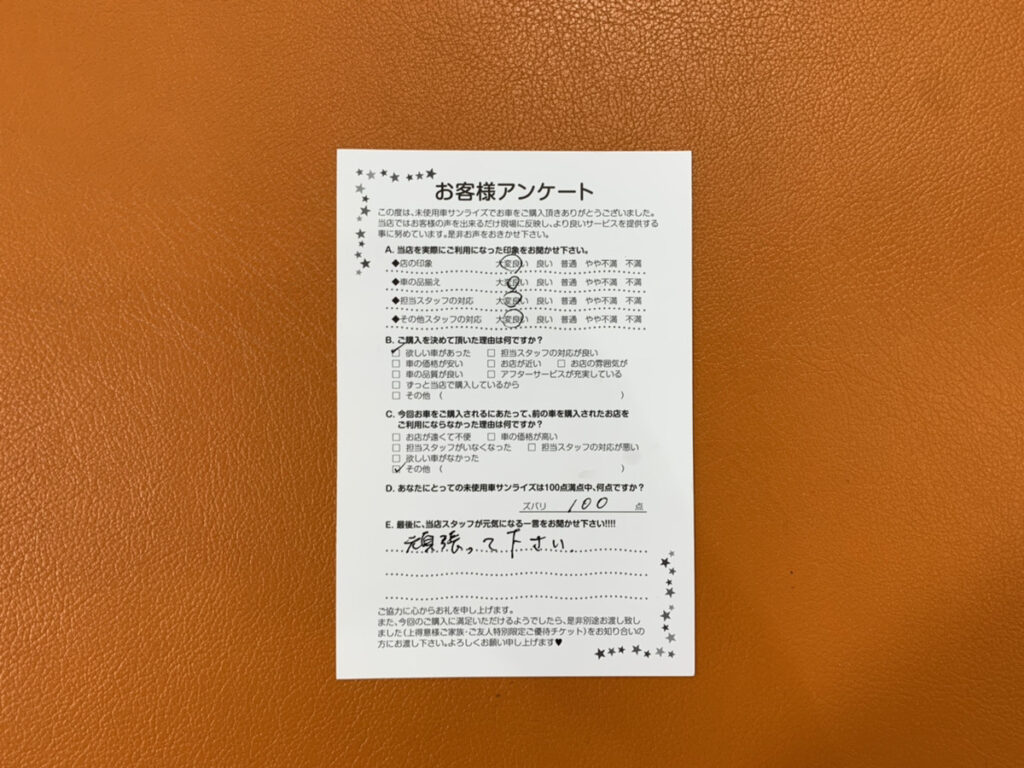 お客様アンケート
この度は、未使用車サンライズでお車をご購入頂きありがとうございました。
当店ではお客様の声を出来るだけ現場に反映し、より良いサービスを提供する
事に努めています。是非お声をおきかせ下さい。
A. 当店を実際にご利用になった印象をお聞かせ下さい。
◆店の印象 大変良い 良い 普通 やや不満 不満
◆車の品揃え 大変良い 良い 普通 やや不満 不満
◆担当スタッフの対応 大変良い 良い 普通 やや不満 不満
◆その他スタッフの対応 大変良い 良い 普通 やや不満 不満
B. ご購入を決めて頂いた理由は何ですか?
☑ 欲しい車があった □ 担当スタッフの対応が良い
□ 車の価格が安い □ お店が近い □ お店の雰囲気が
□ 車の品質が良い □ アフターサービスが充実している
□ ずっと当店で購入しているから
□ その他 ( )
C. 今回お車をご購入されるにあたって、前の車を購入されたお店を
ご利用にならなかった理由は何ですか?
□ お店が遠くて不便 □ 車の価格が高い
□ 担当スタッフがいなくなった □ 担当スタッフの対応が悪い
□ 欲しい車がなかった
☑ その他 ( )
D. あなたにとっての未使用車サンライズは100点満点中、何点ですか?
ズバリ 100 点
E. 最後に、当店スタッフが元気になる一言をお聞かせ下さい!!!!
頑張って下さい.
ご協力に心からお礼を申し上げます。
また、今回のご購入に満足いただけるようでしたら、是非別途お渡し致し
ました(上得意様ご家族・ご友人特別限定ご優待チケット)をお知り合いの
方にお渡し下さい。よろしくお願い申し上げます♥